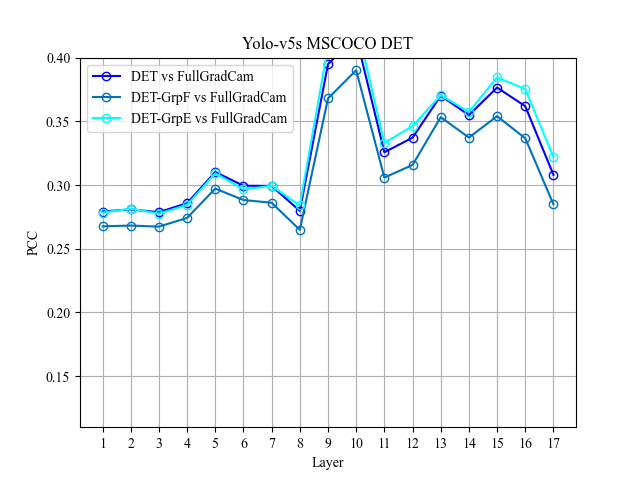 Yolo-v5s MSCOCO DET
0.40
DET vs FullGradCam
DET-GrpF vs FullGradCam
DET-GrpE vs FullGradCam
0.35
0.30
0.25
0.20
0.15
PCC
1 2 3 4 5 6 7 8 9 10 11 12 13 14 15 16 17
Layer